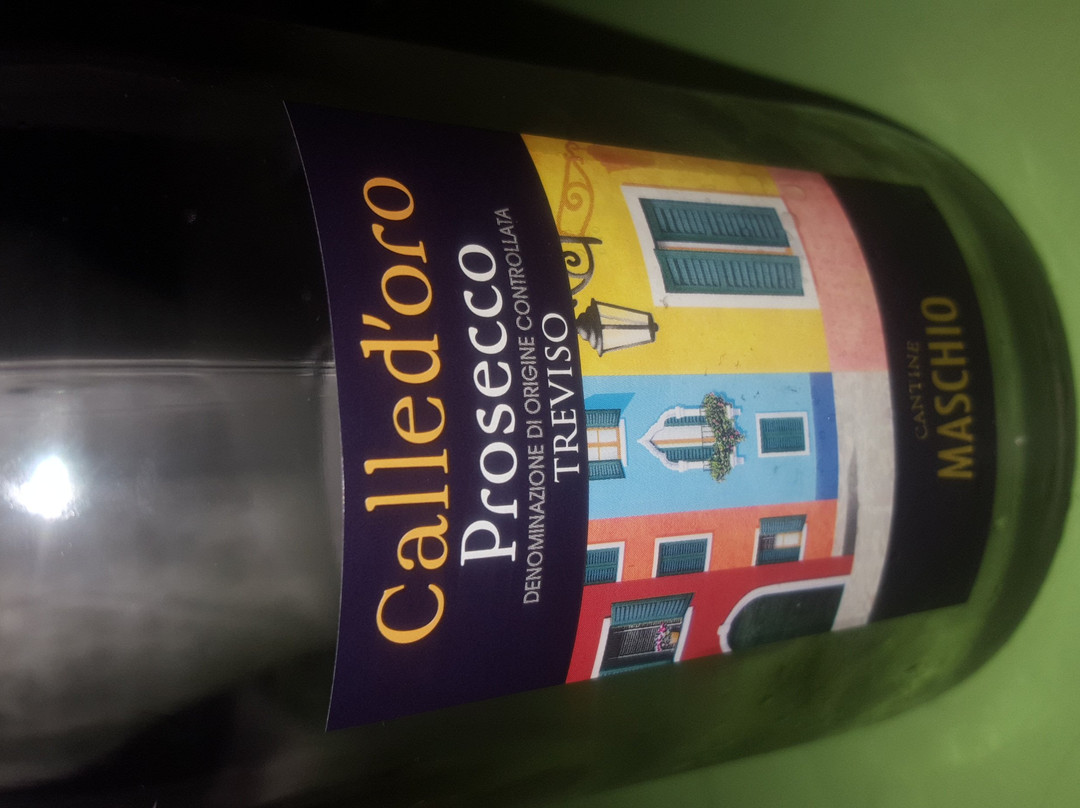 Called'oro
Prosecco
DENOMINAZIONE DI ORIGINE CONTROLLATA
TREVISO
CANTINE
MASCHIO